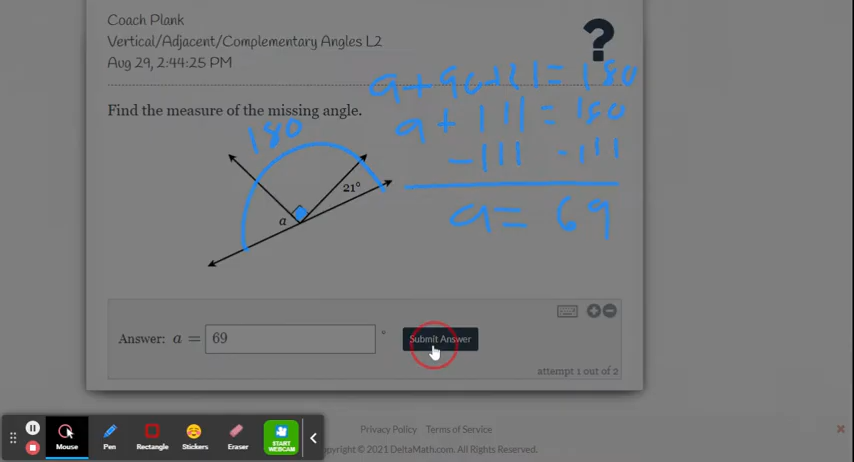 Coach Plank
Vertical/Adjacent/Complementary Angles L2
Aug 29, 2:44:25 PM
?
Find the measure of the missing angle.
a + 90 + 21 = 180
a + 111 = 180
- 111 - 111
a = 69
180
21°
a
Answer: a = 69 °
Submit Answer
attempt 1 out of 2
Privacy Policy Terms of Service
opyright © 2021 DeltaMath.com. All Rights Reserved.
Mouse Pen Rectangle Stickers Eraser START WEBCAM